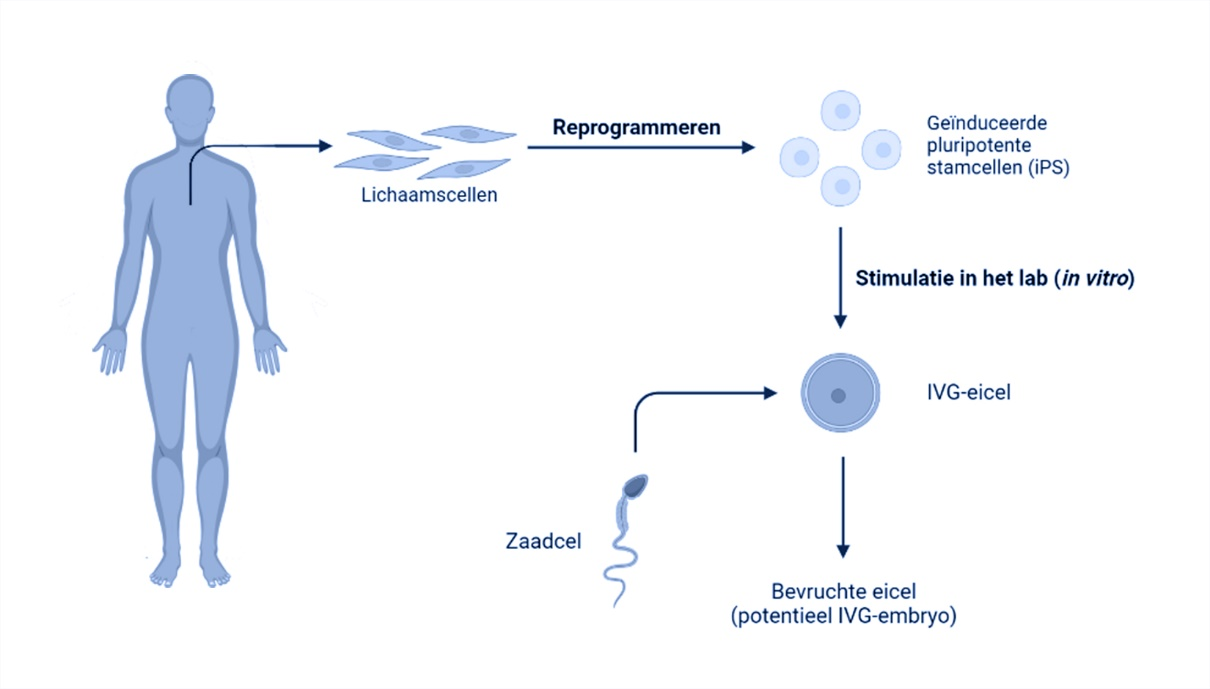 Reprogrammeren
Lichaamscellen
Geïnduceerde
pluripotente
stamcellen (iPS)
Stimulatie in het lab (in vitro)
IVG-eicel
Zaadcel
Bevruchte eicel
(potentieel IVG-embryo)